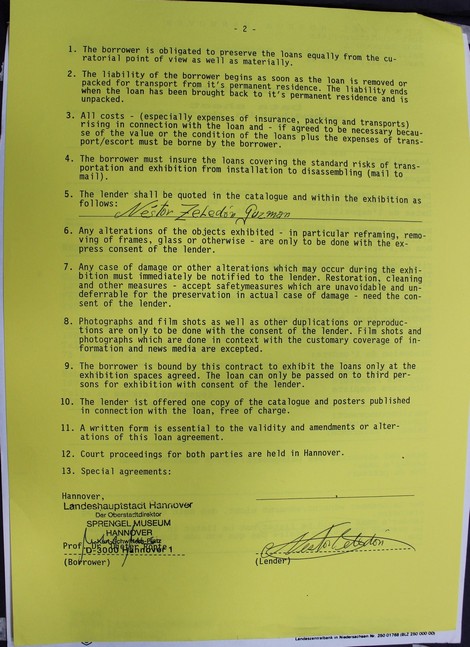 - 2 -
1. The borrower is obligated to preserve the loans equally from the cu-
ratorial point of view as well as materially.
2. The liability of the borrower begins as soon as the loan is removed or
packed for transport from it's permanent residence. The liability ends
when the loan has been brought back to it's permanent residence and is
unpacked.
3. All costs - (especially expenses of insurance, packing and transports)
rising in connection with the loan and - if agreed to be necessary becau-
se of the value or the condition of the loans plus the expenses of trans-
port/escort must be borne by the borrower.
4. The borrower must insure the loans covering the standard risks of trans-
portation and exhibition from installation to disassembling (mail to
mail).
5. The lender shall be quoted in the catalogue and within the exhibition as
follows: Néstor Zeledón Guzmán
6. Any alterations of the objects exhibited - in particular reframing, remo-
ving of frames, glass or otherwise - are only to be done with the ex-
press consent of the lender.
7. Any case of damage or other alterations which may occur during the exhi-
bition must immediately be notified to the lender. Restoration, cleaning
and other measures - accept safetymeasures which are unavoidable and un-
deferrable for the preservation in actual case of damage - need the con-
sent of the lender.
8. Photographs and film shots as well as other duplications or reproduc-
tions are only to be done with the consent of the lender. Film shots and
photographs which are done in context with the customary coverage of in-
formation and news media are excepted.
9. The borrower is bound by this contract to exhibit the loans only at the
exhibition spaces agreed. The loan can only be passed on to third per-
sons for exhibition with consent of the lender.
10. The lender ist offered one copy of the catalogue and posters published
in connection with the loan, free of charge.
11. A written form is essential to the validity and amendments or alter-
ations of this loan agreement.
12. Court proceedings for both parties are held in Hannover.
13. Special agreements:
Hannover,
Landeshauptstadt Hannover
Der Oberstadtdirektor
SPRENGEL MUSEUM
HANNOVER
Kurt-Schwitters-Platz
D-3000 Hannover 1
Prof. Dr.
(Borrower)
Néstor Zeledón
(Lender)
Landeszentralbank in Niedersachsen Nr. 250 01768 (BLZ 250 000 00)